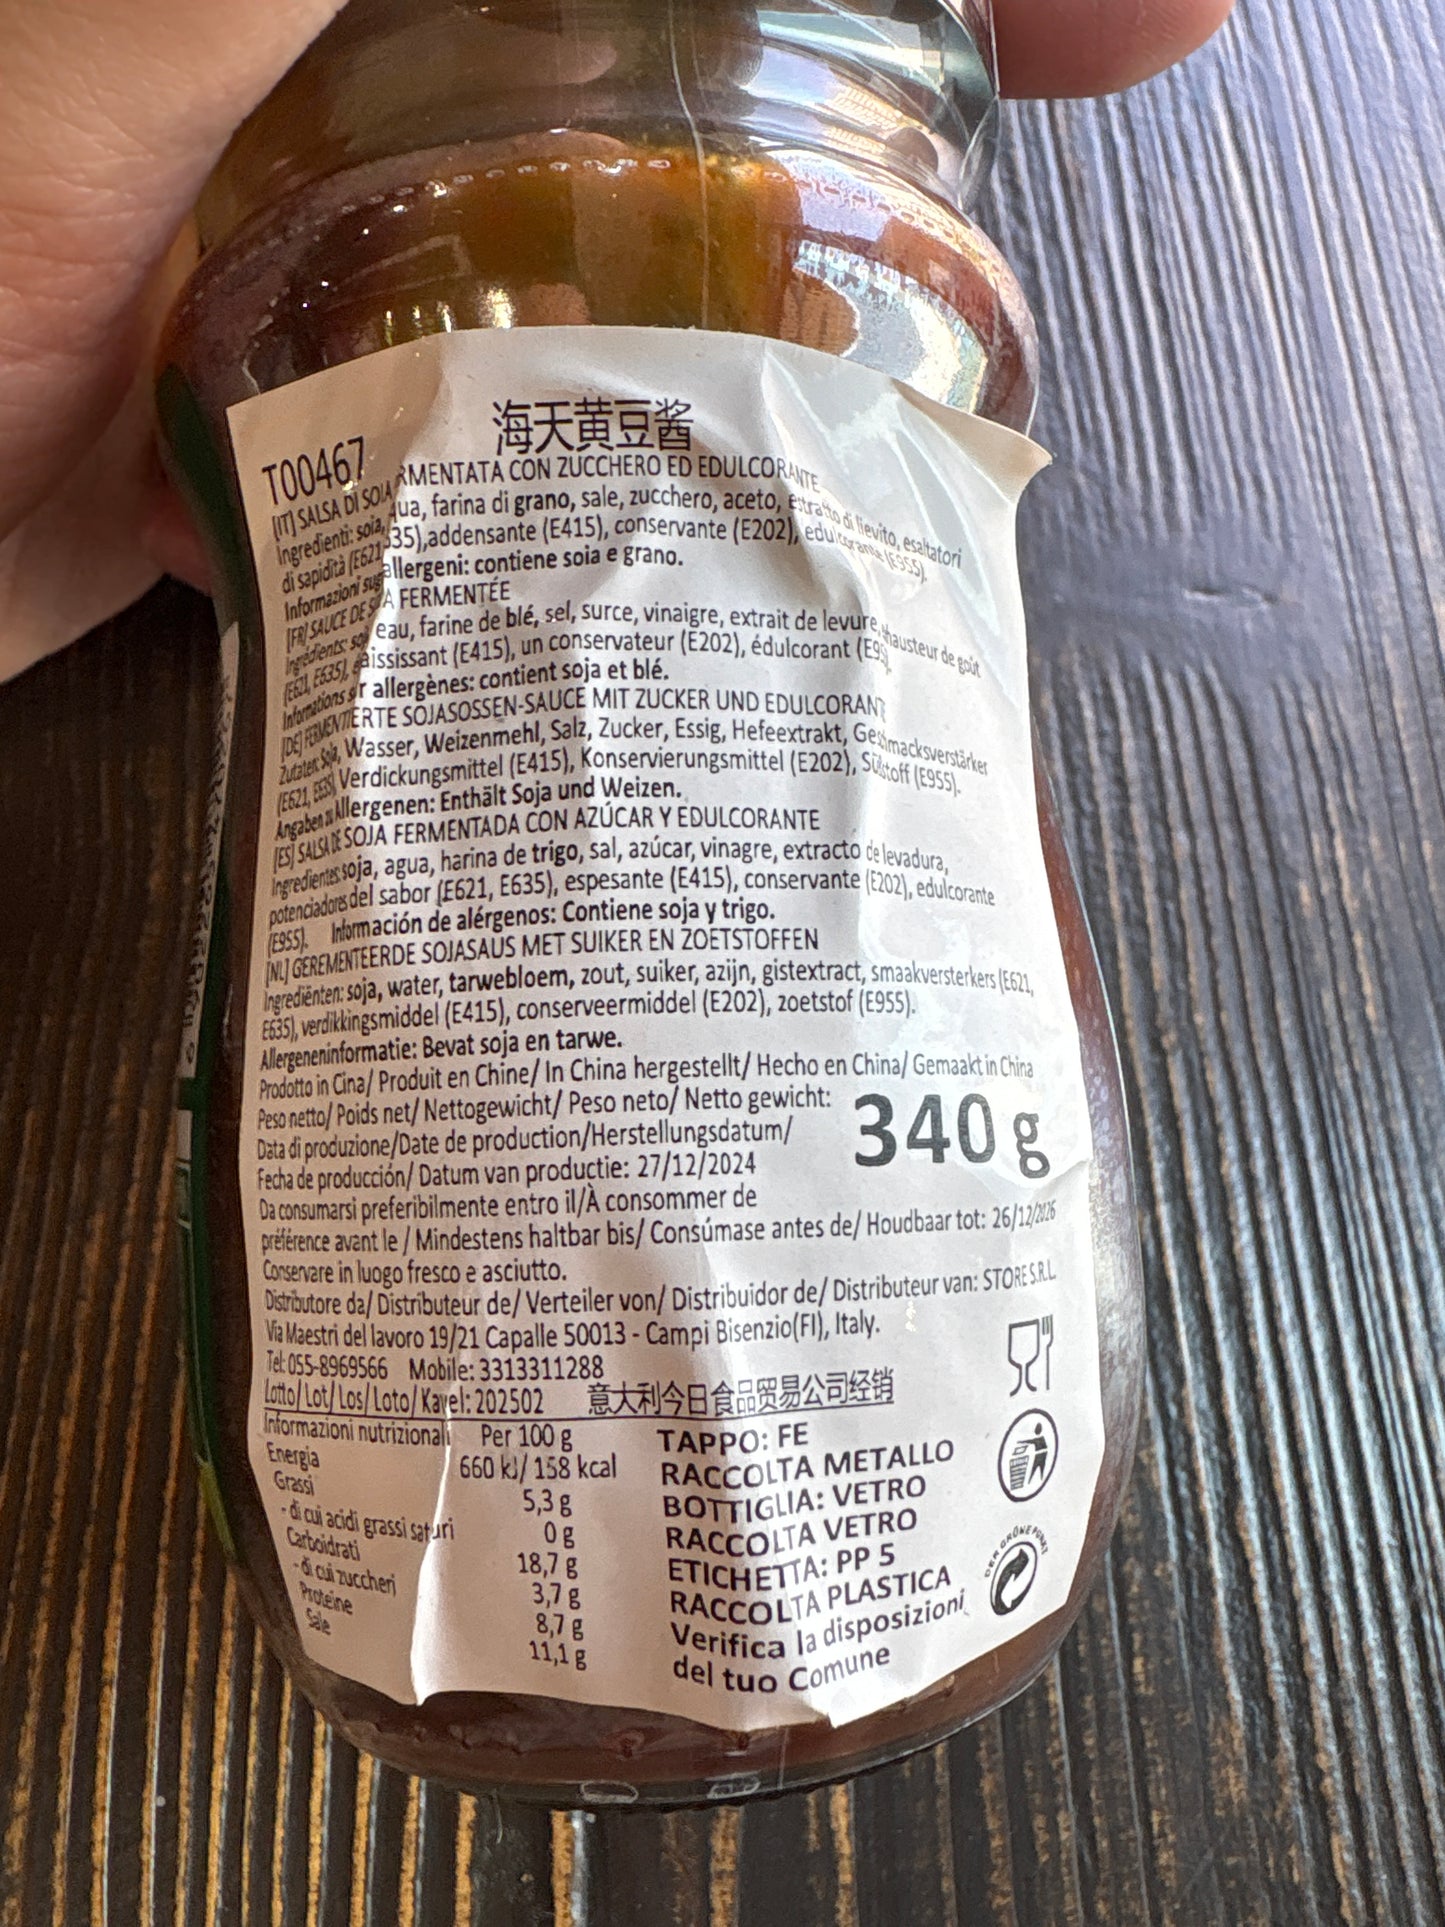 海天黄豆酱
T00467
[IT] SALSA DI SOIA RMENTATA CON ZUCCHERO ED EDULCORANTE
Ingredienti: soia, qua, farina di grano, sale, zucchero, aceto, estratto di lievito, esaltatori
di sapidità (E621 635),addensante (E415), conservante (E202), edulcorante (E955).
Informazioni sug allergeni: contiene soia e grano.
[FR] SAUCE DE S A FERMENTÉE
Ingédients: soj eau, farine de blé, sel, surce, vinaigre, extrait de levure, hausteur de goût
(E621, E635), aississant (E415), un conservateur (E202), édulcorant (E95
Informations s r allergènes: contient soja et blé.
[DE] FERMENTIERTE SOJASOSSEN-SAUCE MIT ZUCKER UND EDULCORANT
Zutaten: Soja, Wasser, Weizenmehl, Salz, Zucker, Essig, Hefeextrakt, Geschmacksverstärker
(E621, E635) Verdickungsmittel (E415), Konservierungsmittel (E202), Süßstoff (E955).
Angaben zu Allergenen: Enthält Soja und Weizen.
[ES] SALSA DE SOJA FERMENTADA CON AZÚCAR Y EDULCORANTE
Ingredientes: soja, agua, harina de trigo, sal, azúcar, vinagre, extracto de levadura,
potenciadores del sabor (E621, E635), espesante (E415), conservante (E202), edulcorante
(E955). Información de alérgenos: Contiene soja y trigo.
[NL] GEREMENTEERDE SOJASAUS MET SUIKER EN ZOETSTOFFEN
Ingrediënten: soja, water, tarwebloem, zout, suiker, azijn, gistextract, smaakversterkers (E621,
E635), verdikkingsmiddel (E415), conserveermiddel (E202), zoetstof (E955).
Allergeneninformatie: Bevat soja en tarwe.
Prodotto in Cina/ Produit en Chine/ In China hergestellt/ Hecho en China/ Gemaakt in China
Peso netto/ Poids net/ Nettogewicht/ Peso neto/ Netto gewicht: 340 g
Data di produzione/Date de production/Herstellungsdatum/
Fecha de producción/ Datum van productie: 27/12/2024
Da consumarsi preferibilmente entro il/À consommer de
préférence avant le / Mindestens haltbar bis/ Consúmase antes de/ Houdbaar tot: 26/12/2026
Conservare in luogo fresco e asciutto.
Distributore da/ Distributeur de/ Verteiler von/ Distribuidor de/ Distributeur van: STORE S.R.L
Via Maestri del lavoro 19/21 Capalle 50013 - Campi Bisenzio(FI), Italy.
Tel: 055-8969566 Mobile: 3313311288
Lotto/ Lot/ Los/ Loto/ Kavel: 202502 意大利今日食品贸易公司经销
Informazioni nutrizionali Per 100 g
Energia 660 kJ/ 158 kcal
Grassi 5,3 g
- di cui acidi grassi saturi 0 g
Carboidrati 18,7 g
- di cui zuccheri 3,7 g
Proteine 8,7 g
Sale 11,1 g
TAPPO: FE
RACCOLTA METALLO
BOTTIGLIA: VETRO
RACCOLTA VETRO
ETICHETTA: PP 5
RACCOLTA PLASTICA
Verifica la disposizioni
del tuo Comune
DER GRÜNE PUNKT